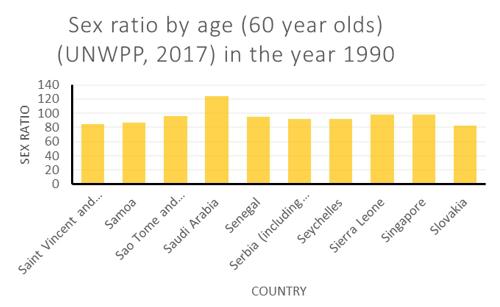 Sex ratio by age (60 year olds)
(UNWPP, 2017) in the year 1990
140
120
100
80
60
40
20
0
SEX RATIO
Saint Vincent and...
Samoa
Sao Tome and...
Saudi Arabia
Senegal
Serbia (including...
Seychelles
Sierra Leone
Singapore
Slovakia
COUNTRY